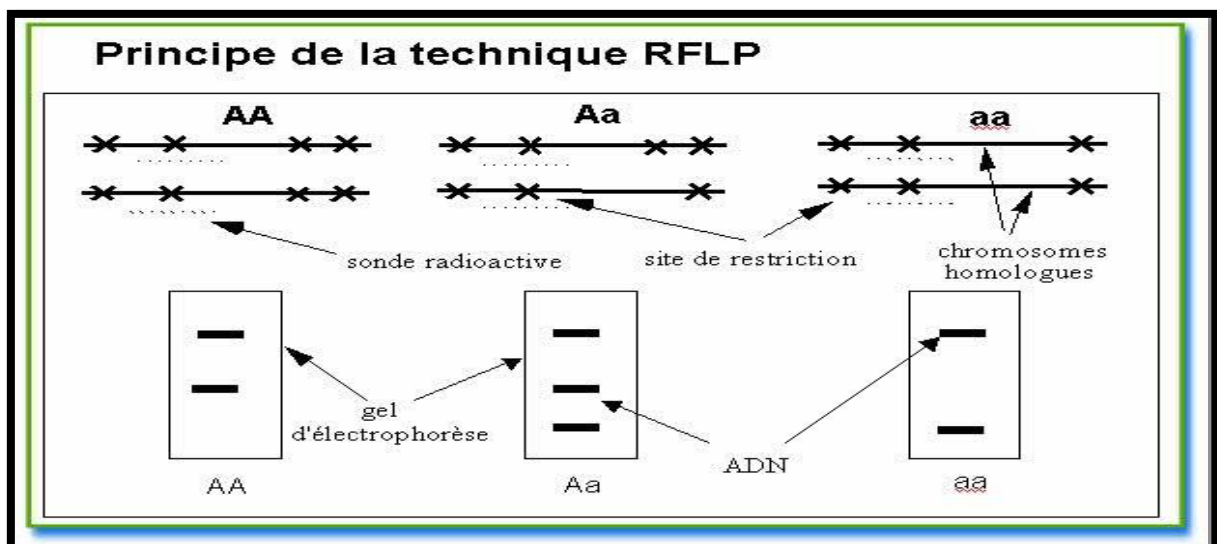 Principe de la technique RFLP
AA
Aa
aa
sonde radioactive
site de restriction
chromosomes
homologues
gel
d'électrophorèse
ADN
AA
Aa
aa